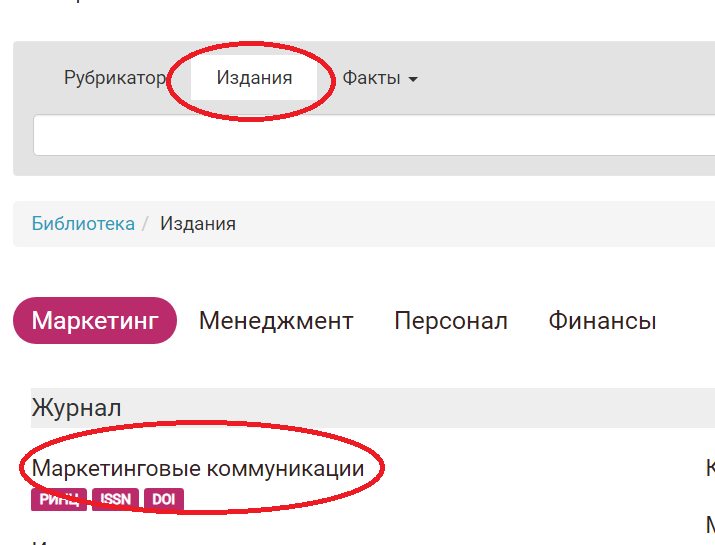 Рубрикатор Издания Факты
Библиотека / Издания
Маркетинг Менеджмент Персонал Финансы
Журнал
Маркетинговые коммуникации
РИНЦ ISSN DOI